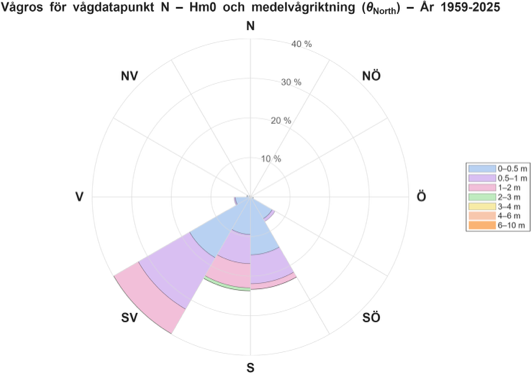 Vågros för vågdatapunkt N – Hm0 och medelvågriktning (θNorth) – År 1959-2025
N
40 %
NV
NÖ
30 %
20 %
10 %
V
Ö
0–0.5 m
0.5–1 m
1–2 m
2–3 m
3–4 m
4–6 m
6–10 m
SV
SÖ
S